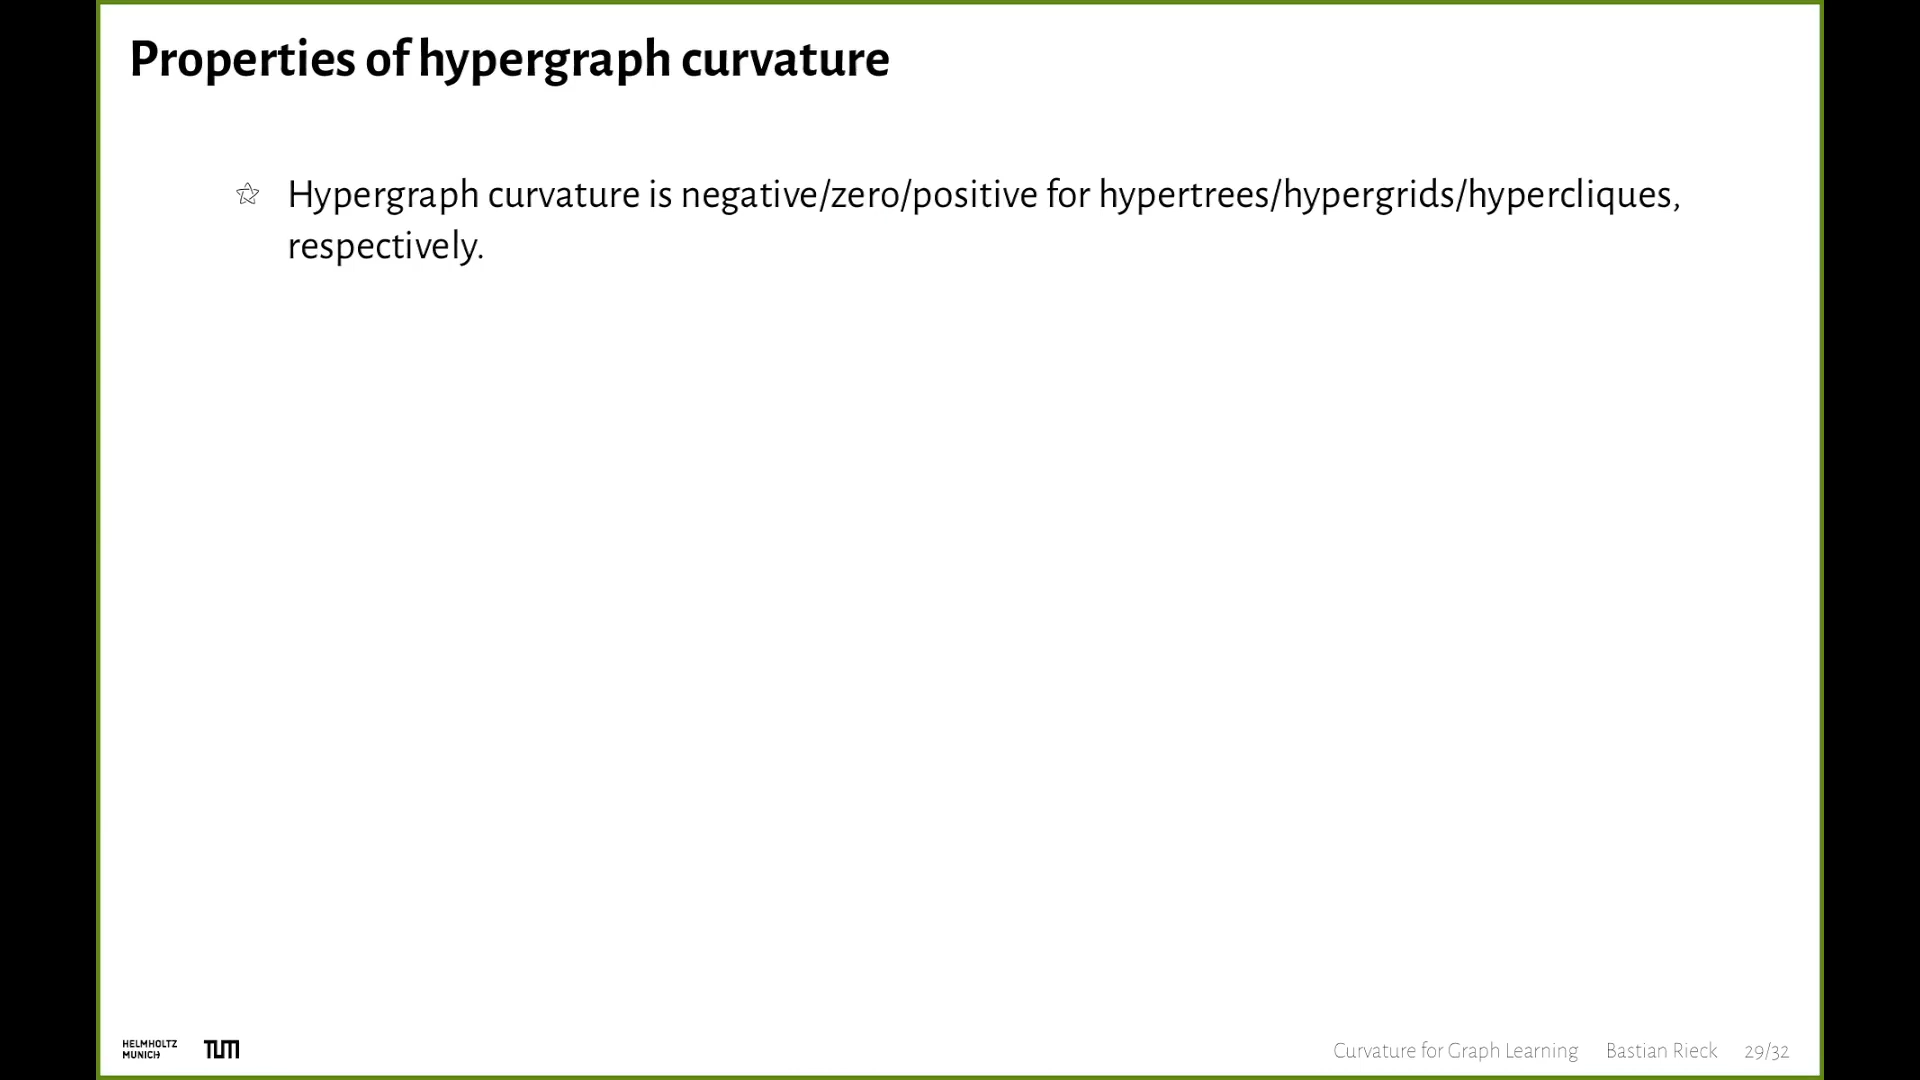 Properties of hypergraph curvature
Hypergraph curvature is negative/zero/positive for hypertrees/hypergrids/hypercliques,
respectively.
HELMHOLTZ
MUNICH
TUM
Curvature for Graph Learning Bastian Rieck 29/32